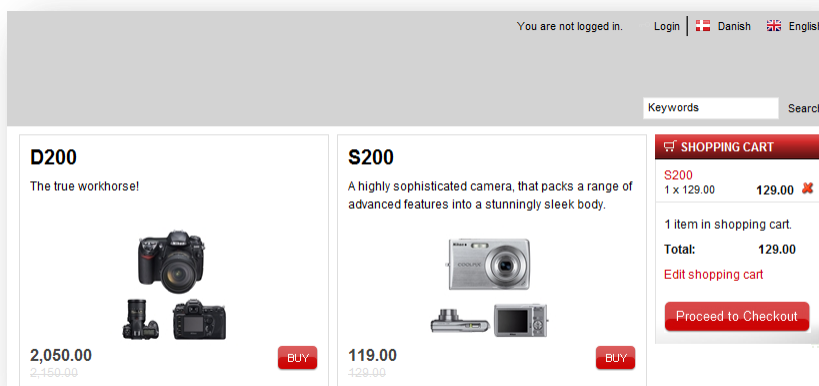 You are not logged in. Login Danish English
Keywords Search
D200
The true workhorse!
2,050.00
2,150.00
BUY
S200
A highly sophisticated camera, that packs a range of
advanced features into a stunningly sleek body.
Nikon
COOLPIX
119.00
129.00
BUY
SHOPPING CART
S200
1 x 129.00 129.00
1 item in shopping cart.
Total: 129.00
Edit shopping cart
Proceed to Checkout